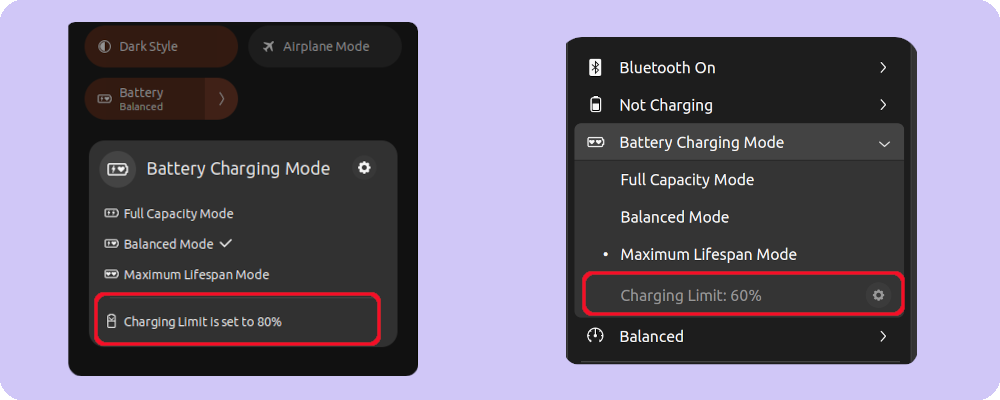 Dark Style
Airplane Mode
Battery
Balanced
Battery Charging Mode
Full Capacity Mode
Balanced Mode
Maximum Lifespan Mode
Charging Limit is set to 80%
Bluetooth On
Not Charging
Battery Charging Mode
Full Capacity Mode
Balanced Mode
Maximum Lifespan Mode
Charging Limit: 60%
Balanced